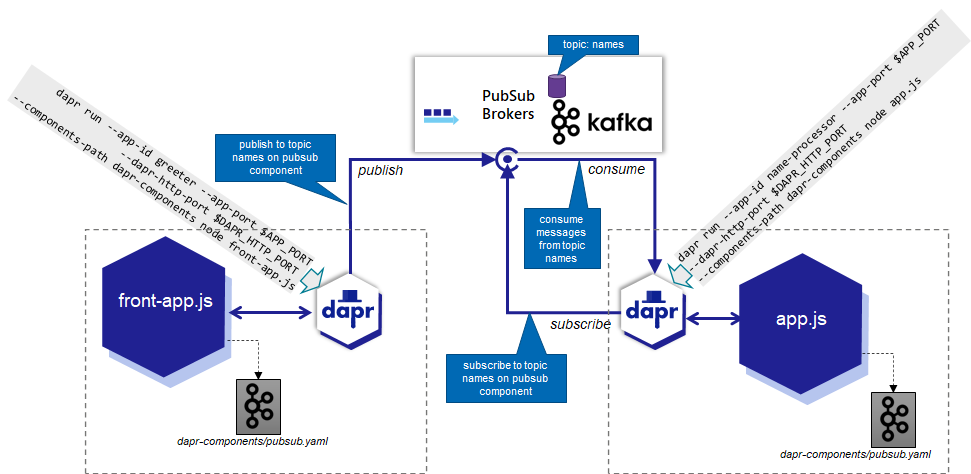 topic: names
PubSub
Brokers
kafka
dapr run --app-id greeter --app-port $APP_PORT
--dapr-http-port $DAPR_HTTP_PORT
--components-path dapr-components node front-app.js
publish to topic
names on pubsub
component
publish
consume
consume
messages
from topic
names
dapr run --app-id name-processor --app-port $APP_PORT
--dapr-http-port $DAPR_HTTP_PORT
--components-path dapr-components node app.js
front-app.js
dapr
subscribe
dapr
app.js
subscribe to topic
names on pubsub
component
dapr-components/pubsub.yaml
dapr-components/pubsub.yaml